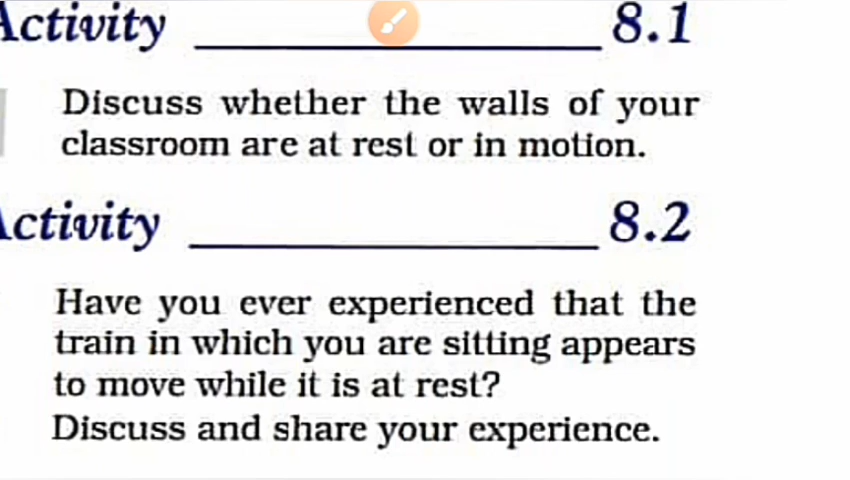 Activity 8.1
Discuss whether the walls of your
classroom are at rest or in motion.
Activity 8.2
Have you ever experienced that the
train in which you are sitting appears
to move while it is at rest?
Discuss and share your experience.